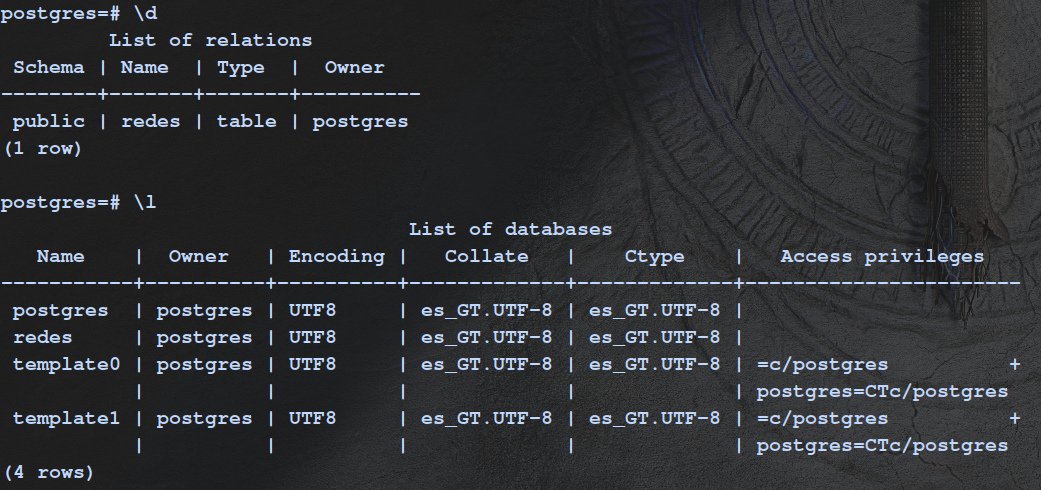 postgres=# \d
         List of relations
 Schema | Name  | Type  |  Owner
--------+-------+-------+----------
 public | redes | table | postgres
(1 row)

postgres=# \l
                                  List of databases
   Name    |  Owner   | Encoding |   Collate   |    Ctype    |   Access privileges
-----------+----------+----------+-------------+-------------+-----------------------
 postgres  | postgres | UTF8     | es_GT.UTF-8 | es_GT.UTF-8 |
 redes     | postgres | UTF8     | es_GT.UTF-8 | es_GT.UTF-8 |
 template0 | postgres | UTF8     | es_GT.UTF-8 | es_GT.UTF-8 | =c/postgres          +
           |          |          |             |             | postgres=CTc/postgres
 template1 | postgres | UTF8     | es_GT.UTF-8 | es_GT.UTF-8 | =c/postgres          +
           |          |          |             |             | postgres=CTc/postgres
(4 rows)